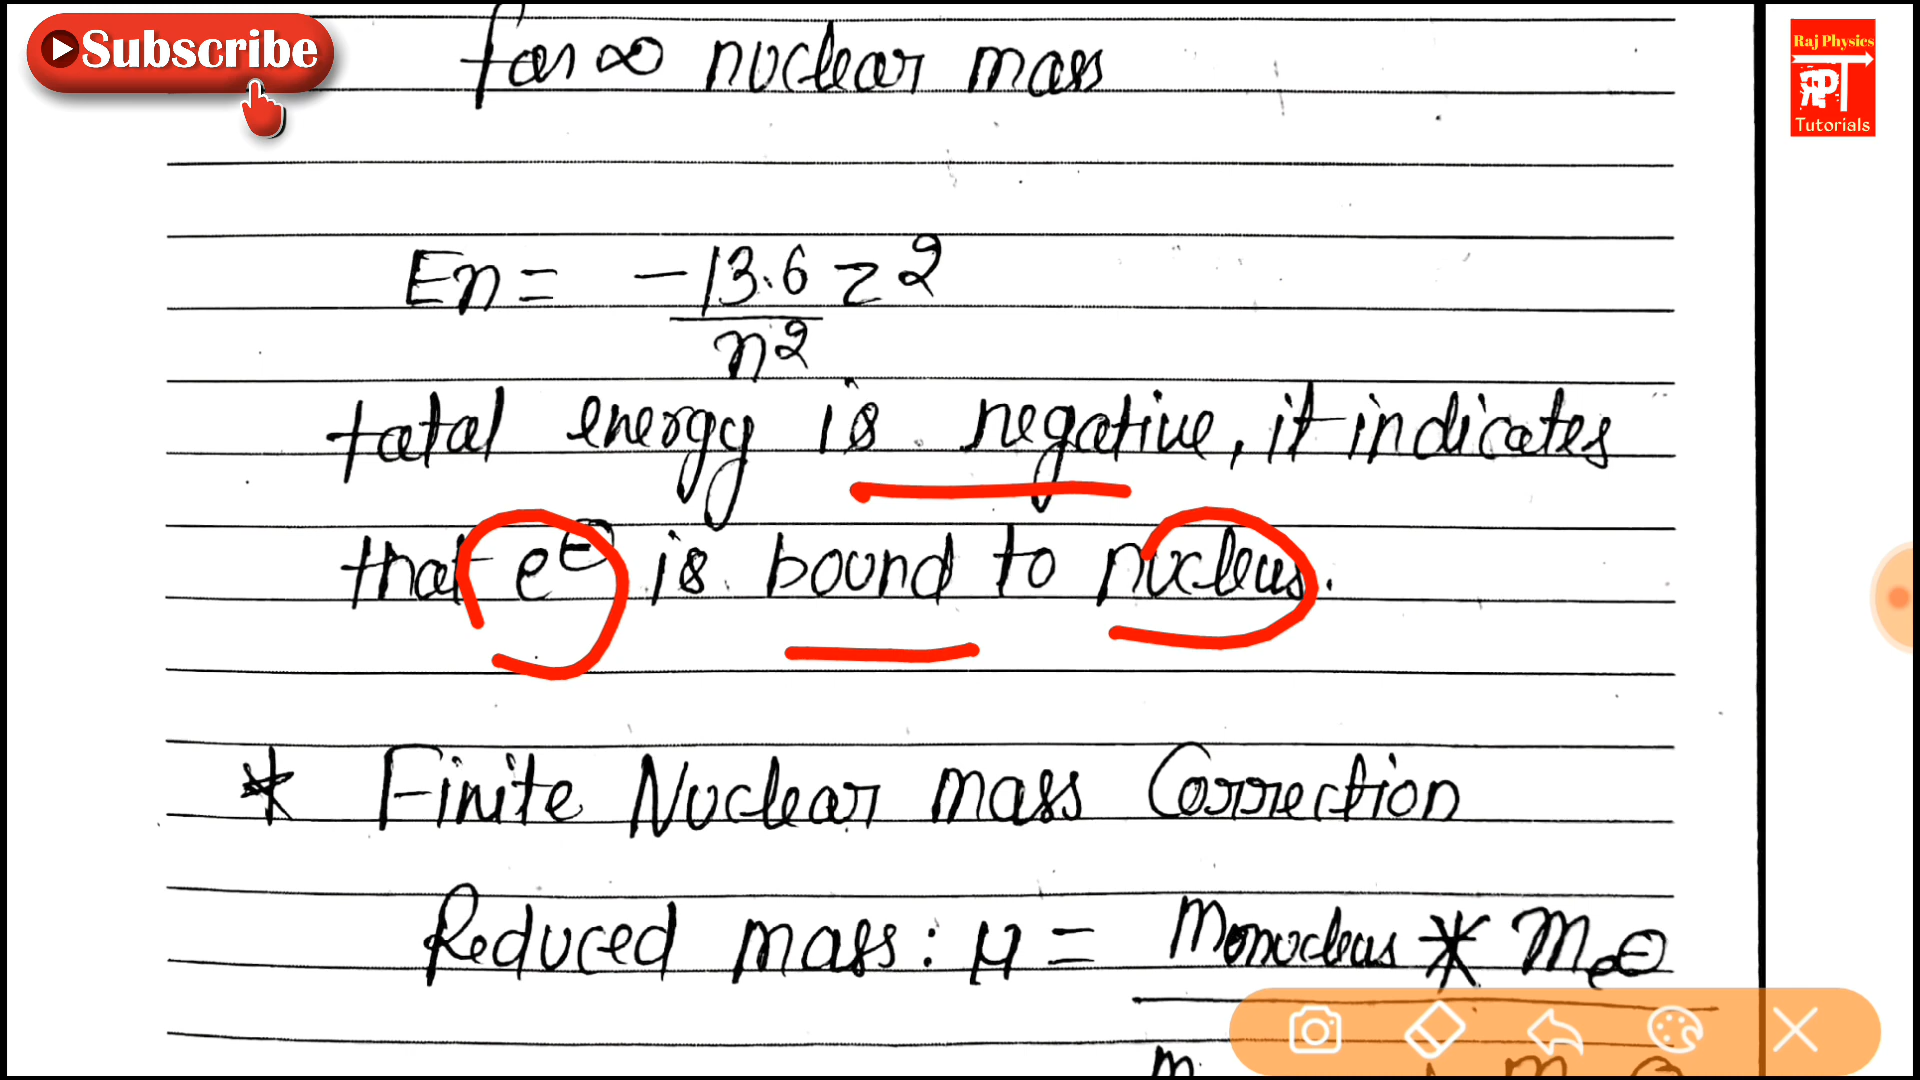 Subscribe
for ∞ nuclear mass
Raj Physics
RPT
Tutorials
En = -13.6 z2
n2
total energy is negative, it indicates
that e⊖ is bound to nucleus.
* Finite Nuclear mass Correction
Reduced mass: μ = Mnucleus * me⊖